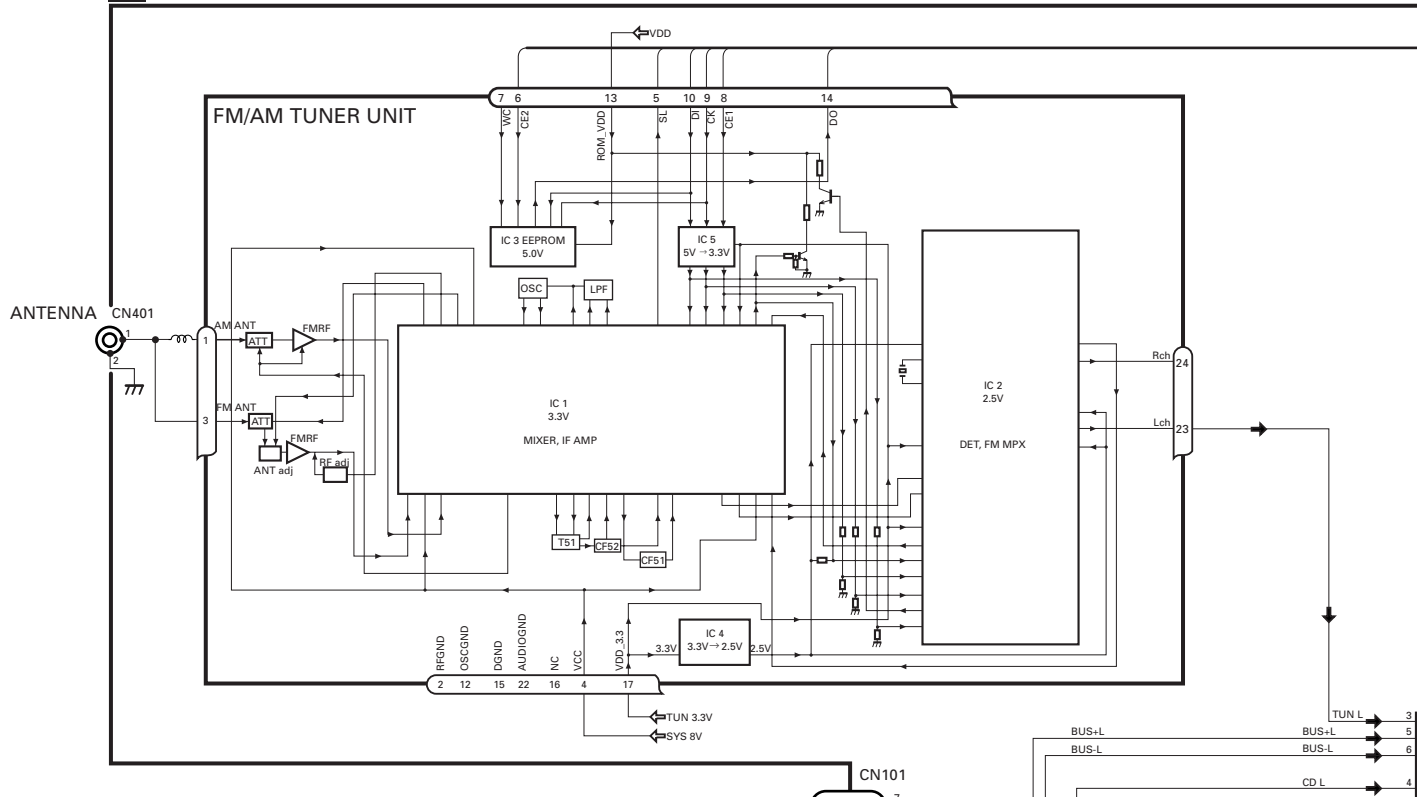 VDD
7 6 13 5 10 9 8 14
FM/AM TUNER UNIT
WC
CE2
ROM_VDD
SL
DI
CK
CE1
DO
IC 3 EEPROM
5.0V
IC 5
5V →3.3V
OSC
LPF
ANTENNA CN401
1
2
AM ANT
1
ATT
FMRF
FM ANT
3
ATT
FMRF
ANT adj
RF adj
IC 1
3.3V
MIXER, IF AMP
IC 2
2.5V
DET, FM MPX
Rch
24
Lch
23
T51
CF52
CF51
RFGND
OSCGND
DGND
AUDIOGND
NC
VCC
VDD_3.3
3.3V
IC 4
3.3V→2.5V
2.5V
2 12 15 22 16 4 17
TUN 3.3V
SYS 8V
TUN L 3
BUS+L BUS+L 5
BUS-L BUS-L 6
CD L 4
CN101